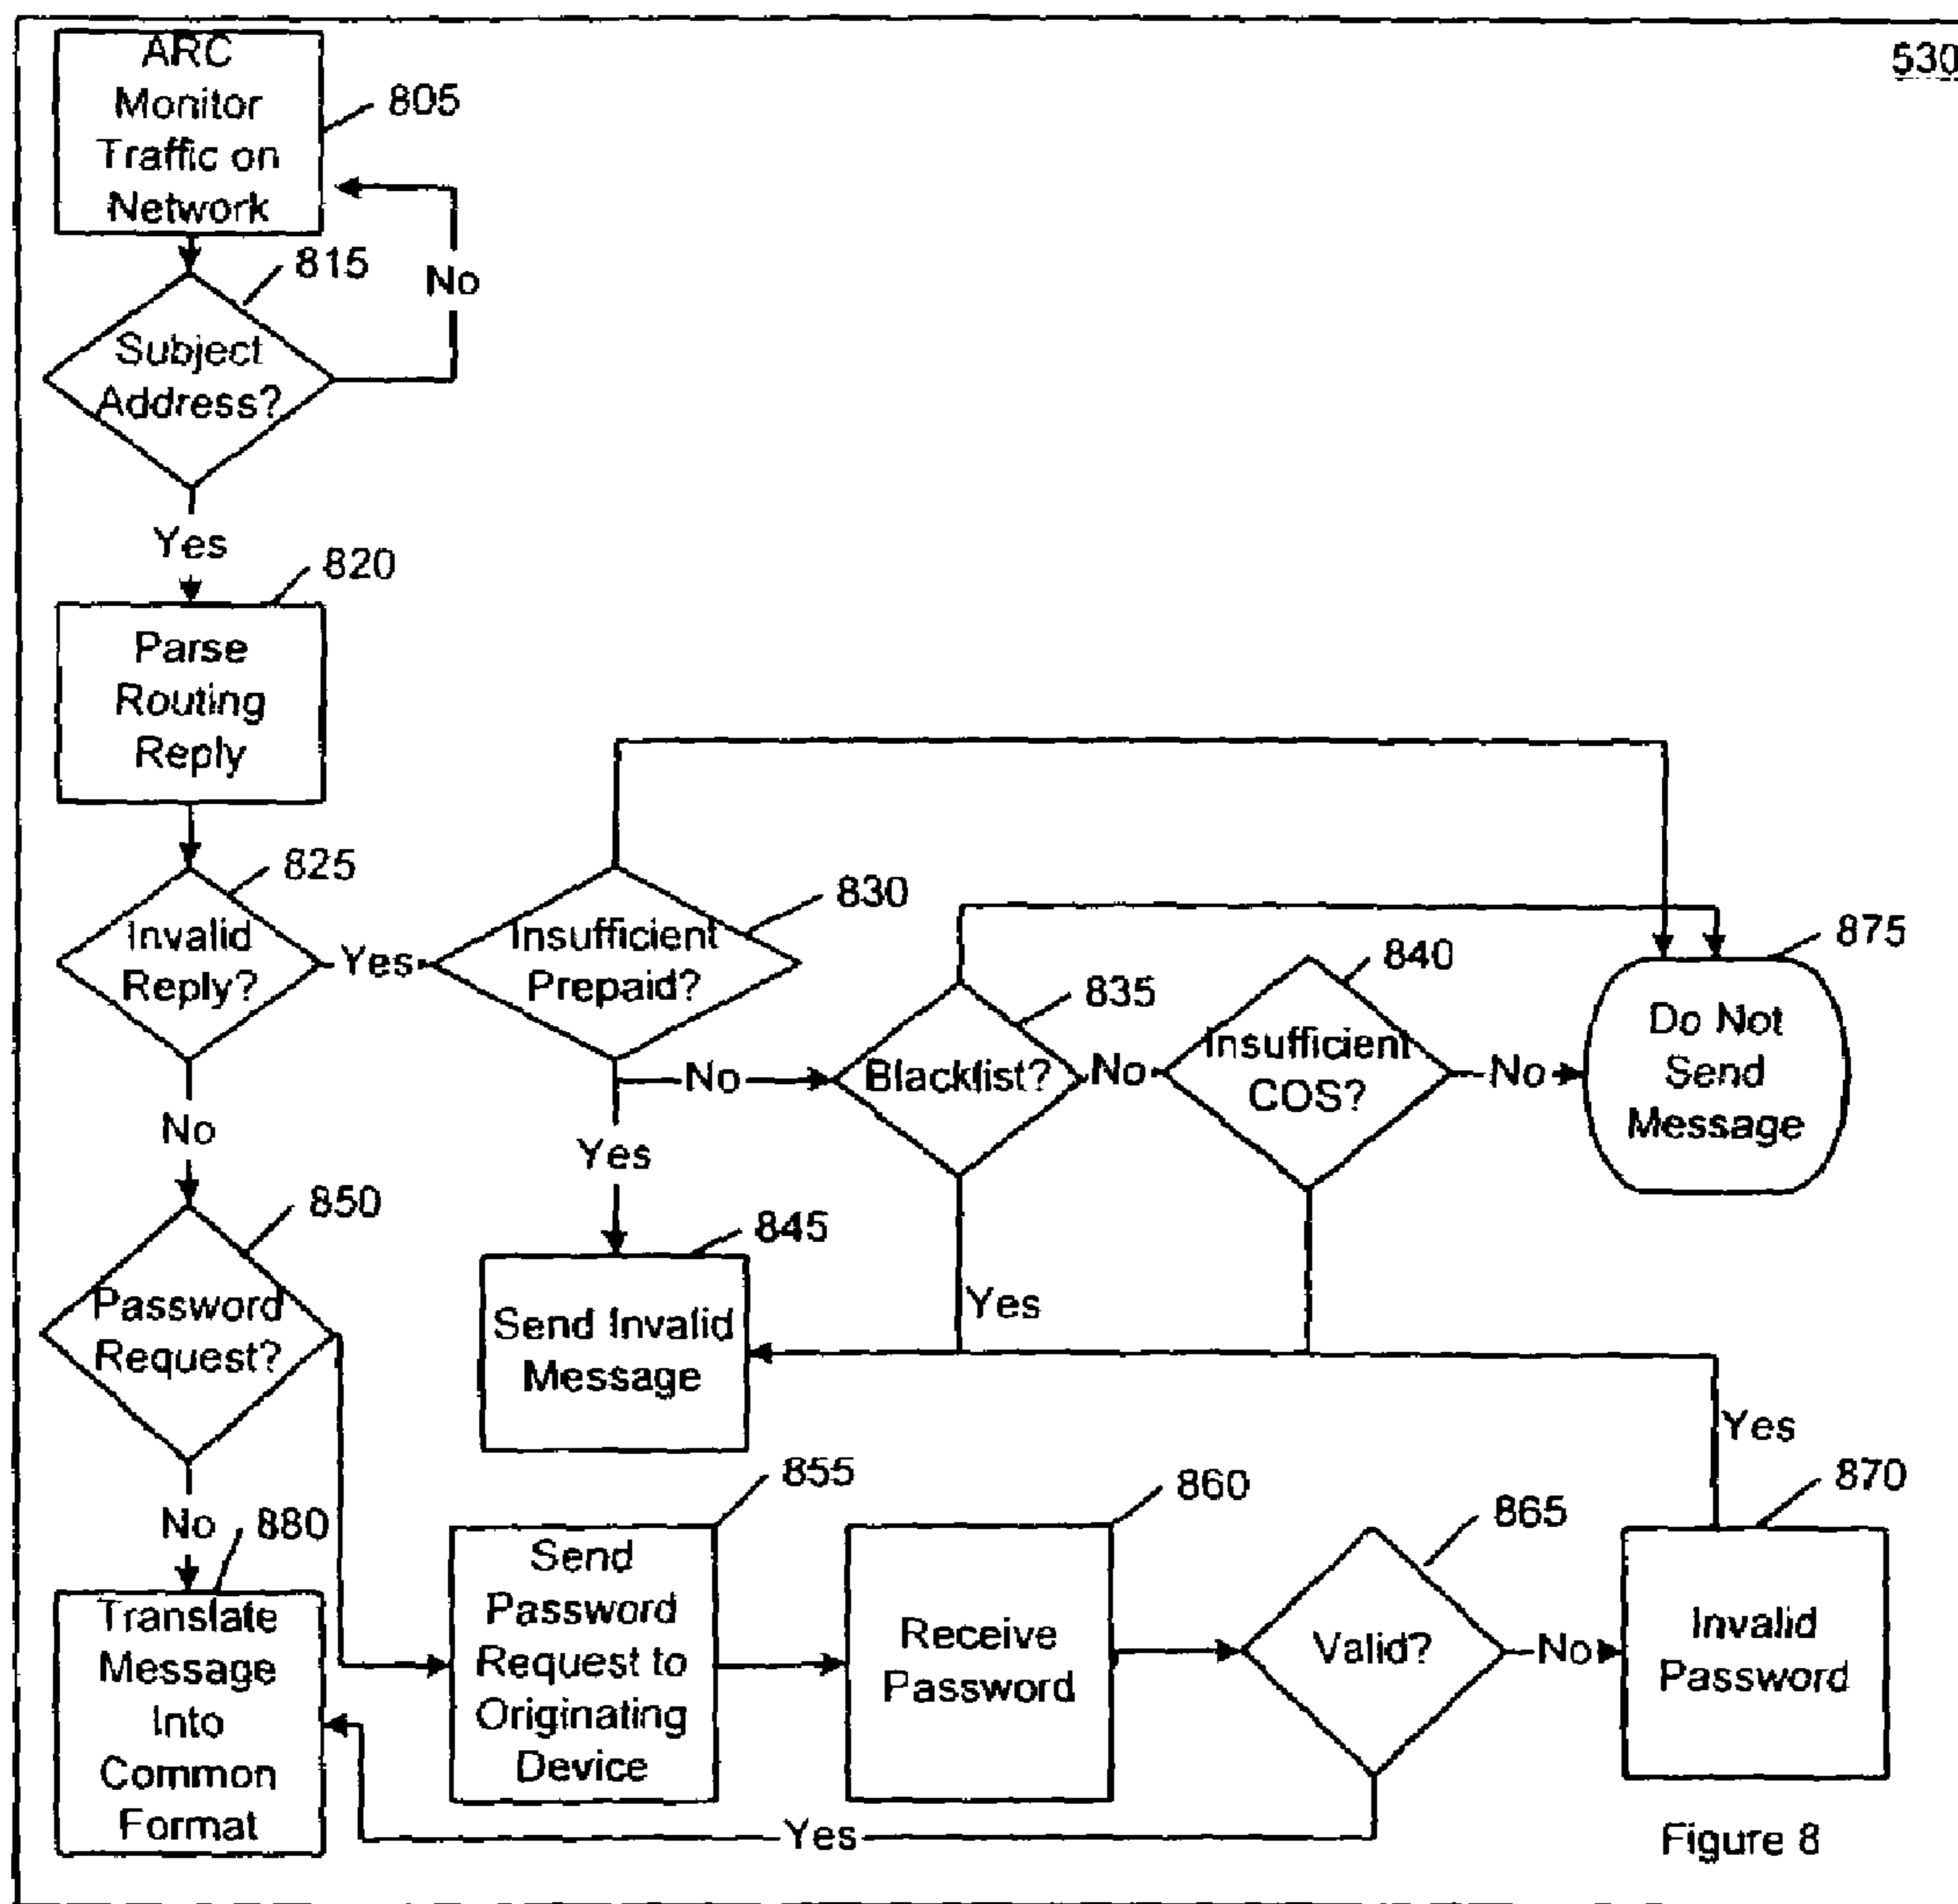 530
ARC
Monitor
Traffic on
Network
805
815
No
Subject
Address?
Yes
820
Parse
Routing
Reply
825
Invalid
Reply?
Yes
830
Insufficient
Prepaid?
No
835
Blacklist?
No
840
Insufficient
COS?
No
875
Do Not
Send
Message
No
Yes
845
Send Invalid
Message
Yes
Yes
850
Password
Request?
No
880
Translate
Message
Into
Common
Format
855
Send
Password
Request to
Originating
Device
860
Receive
Password
865
Valid?
No
870
Invalid
Password
Yes
Figure 8